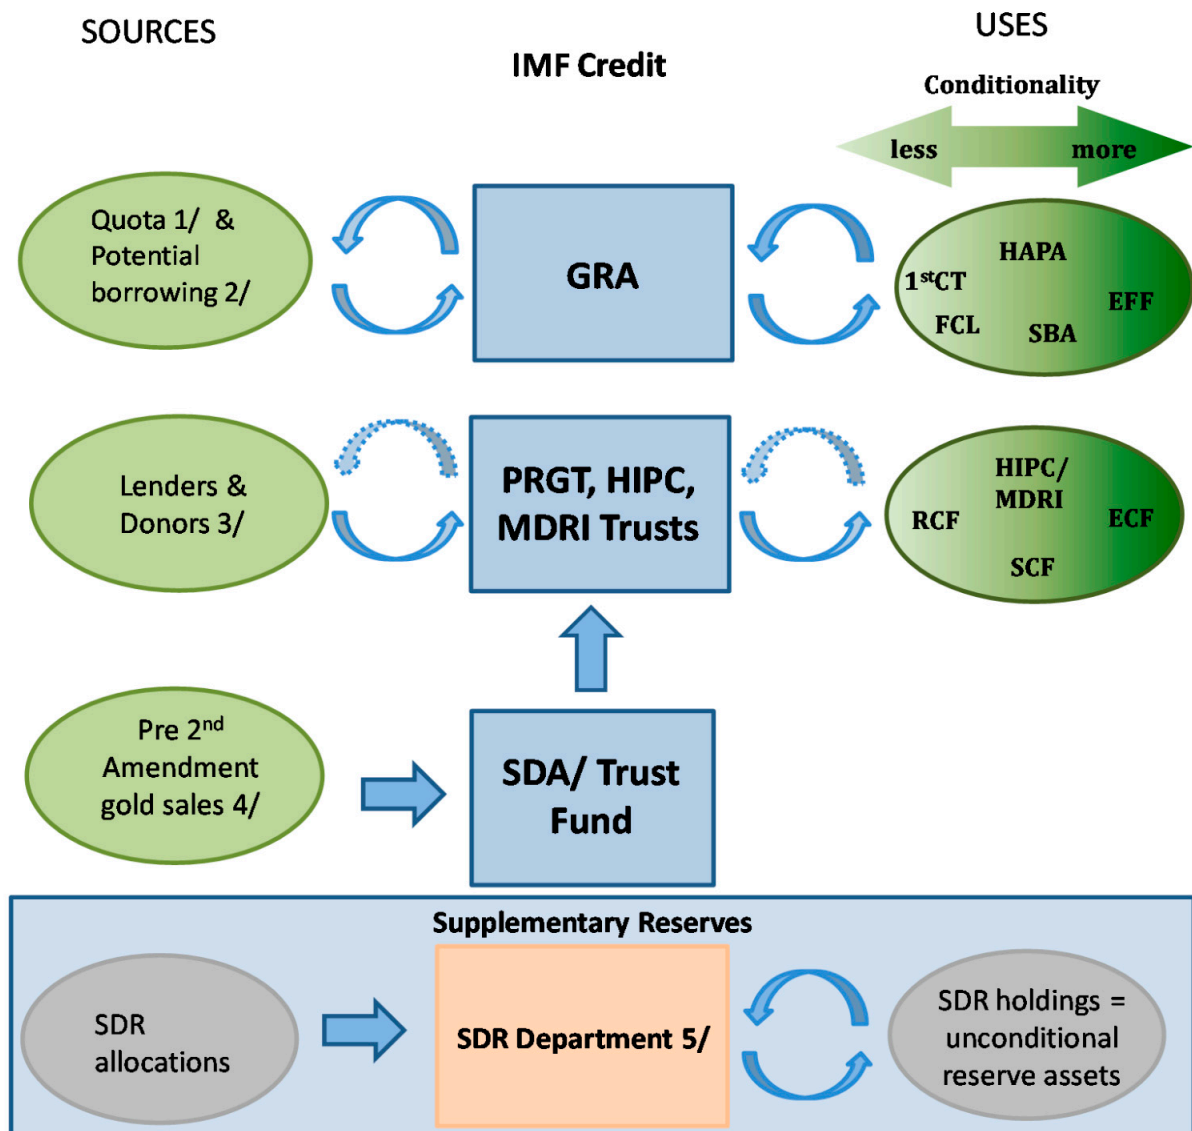 SOURCES
USES
IMF Credit
Conditionality
less more
Quota 1/ &
Potential
borrowing 2/
GRA
HAPA
1stCT
EFF
FCL
SBA
Lenders &
Donors 3/
PRGT, HIPC,
MDRI Trusts
HIPC/
MDRI
RCF
ECF
SCF
Pre 2nd
Amendment
gold sales 4/
SDA/ Trust
Fund
Supplementary Reserves
SDR
allocations
SDR Department 5/
SDR holdings =
unconditional
reserve assets